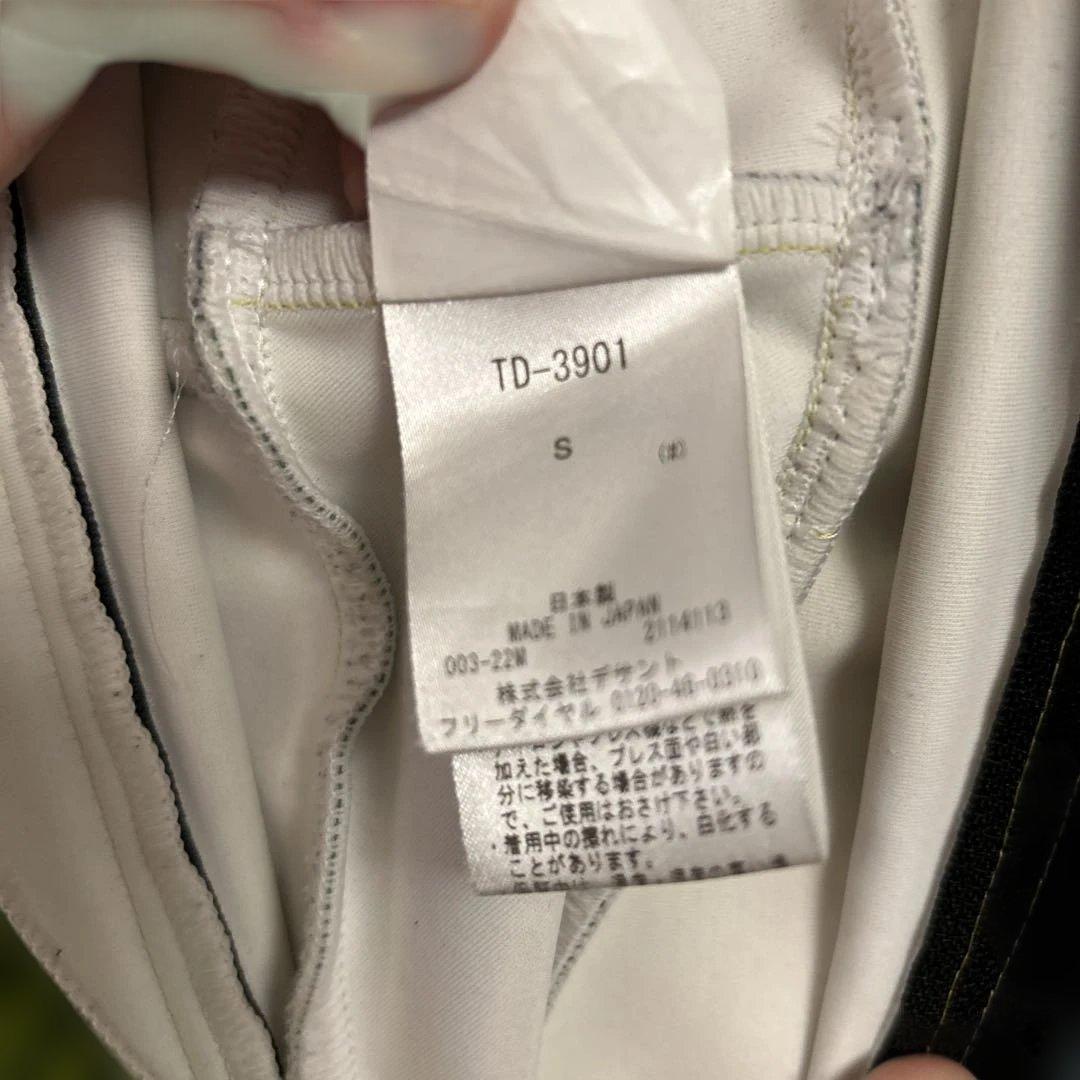 TD-3901
S
日本製
MADE IN JAPAN
2114113
003-22M
株式会社デサント
フリーダイヤル 0120-46-0310
加えた場合、プレス面や白い部
分に移染する場合がありますの
で、ご使用はおさけ下さい。
・着用中の擦れにより、白化する
ことがあります。